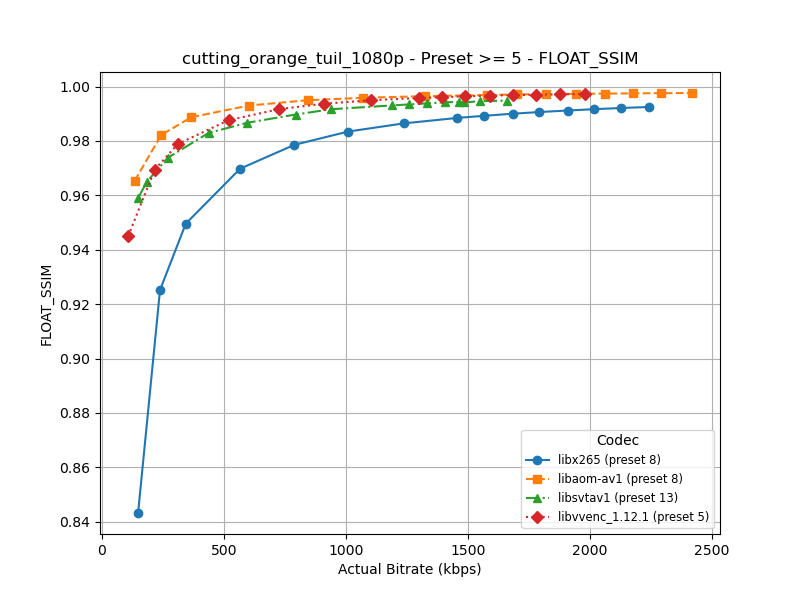 cutting_orange_tuil_1080p - Preset >= 5 - FLOAT_SSIM
FLOAT_SSIM
1.00
0.98
0.96
0.94
0.92
0.90
0.88
0.86
0.84
Codec
libx265 (preset 8)
libaom-av1 (preset 8)
libsvtav1 (preset 13)
libvvenc_1.12.1 (preset 5)
0 500 1000 1500 2000 2500
Actual Bitrate (kbps)